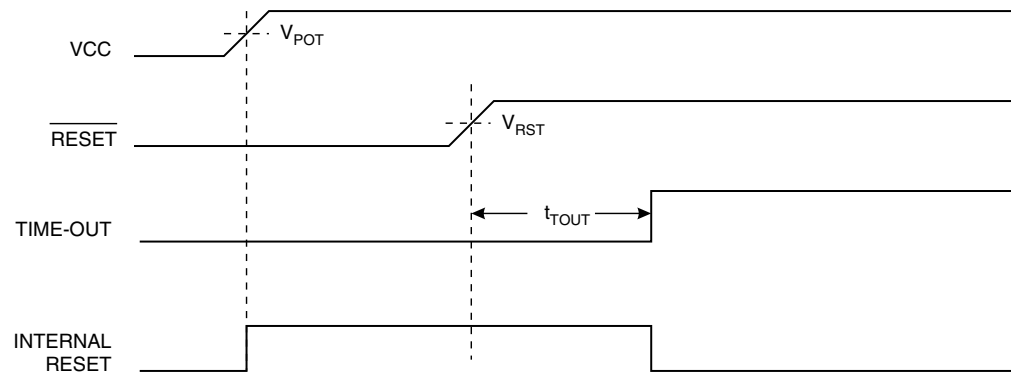 VCC
VPOT
RESET
VRST
TIME-OUT
tTOUT
INTERNAL
RESET